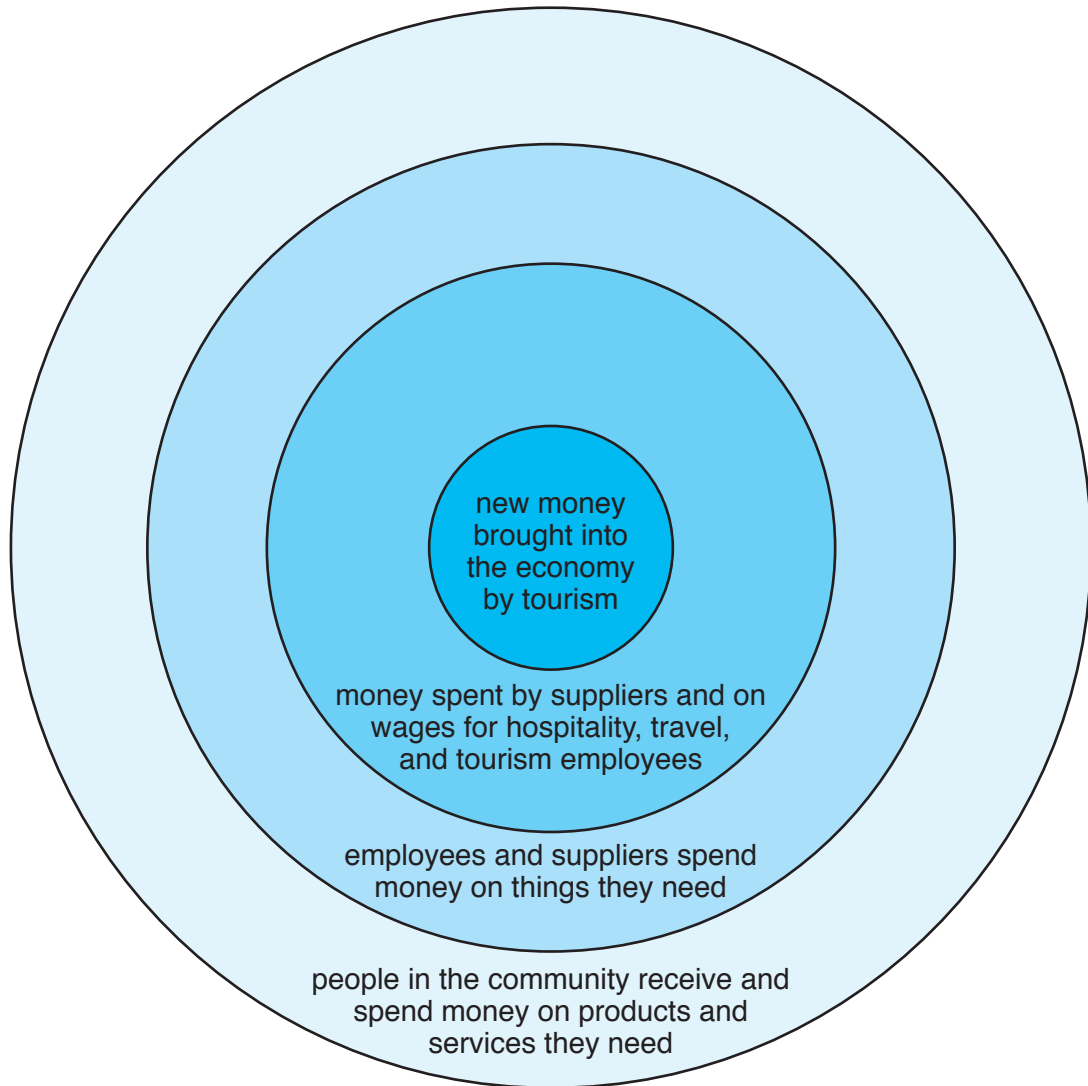 new money
brought into
the economy
by tourism
money spent by suppliers and on
wages for hospitality, travel,
and tourism employees
employees and suppliers spend
money on things they need
people in the community receive and
spend money on products and
services they need